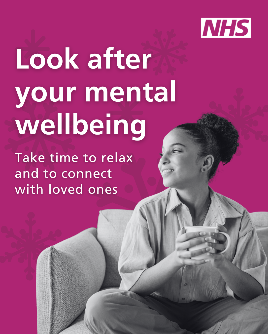 NHS
Look after
your mental
wellbeing
Take time to relax
and to connect
with loved ones